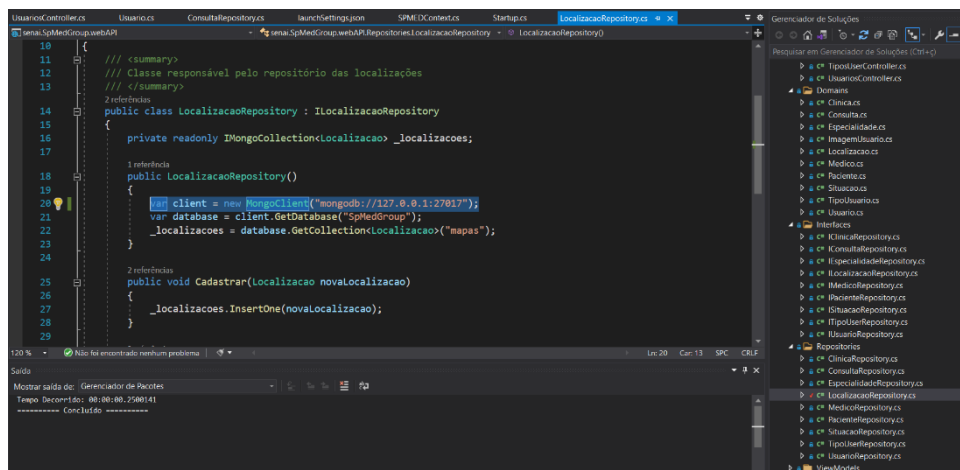 UsuariosController.cs Usuario.cs ConsultaRepository.cs launchSettings.json SPMEDContext.cs Startup.cs LocalizacaoRepository.cs
senai.SpMedGroup.webAPI senai.SpMedGroup.webAPI.Repositories.LocalizacaoRepository LocalizacaoRepository()
10 {
11 /// <summary>
12 /// Classe responsável pelo repositório das localizações
13 /// </summary>
2 referências
14 public class LocalizacaoRepository : ILocalizacaoRepository
15 {
16 private readonly IMongoCollection<Localizacao> _localizacoes;
17
1 referência
18 public LocalizacaoRepository()
19 {
20 var client = new MongoClient("mongodb://127.0.0.1:27017");
21 var database = client.GetDatabase("SpMedGroup");
22 _localizacoes = database.GetCollection<Localizacao>("mapas");
23 }
24
2 referências
25 public void Cadastrar(Localizacao novaLocalizacao)
26 {
27 _localizacoes.InsertOne(novaLocalizacao);
28 }
29
120 % Não foi encontrado nenhum problema Ln: 20 Car: 13 SPC CRLF
Saída
Mostrar saída de: Gerenciador de Pacotes
Tempo Decorrido: 00:00:00.2500141
========== Concluído ==========
Gerenciador de Soluções
Pesquisar em Gerenciador de Soluções (Ctrl+ç)
C# TiposUserController.cs
C# UsuariosController.cs
Domains
C# Clinica.cs
C# Consulta.cs
C# Especialidade.cs
C# ImagemUsuario.cs
C# Localizacao.cs
C# Medico.cs
C# Paciente.cs
C# Situacao.cs
C# TipoUsuario.cs
C# Usuario.cs
Interfaces
C# IClinicaRepository.cs
C# IConsultaRepository.cs
C# IEspecialidadeRepository.cs
C# ILocalizacaoRepository.cs
C# IMedicoRepository.cs
C# IPacienteRepository.cs
C# ISituacaoRepository.cs
C# ITipoUserRepository.cs
C# IUsuarioRepository.cs
Repositories
C# ClinicaRepository.cs
C# ConsultaRepository.cs
C# EspecialidadeRepository.cs
C# LocalizacaoRepository.cs
C# MedicoRepository.cs
C# PacienteRepository.cs
C# SituacaoRepository.cs
C# TipoUserRepository.cs
C# UsuarioRepository.cs
ViewModels